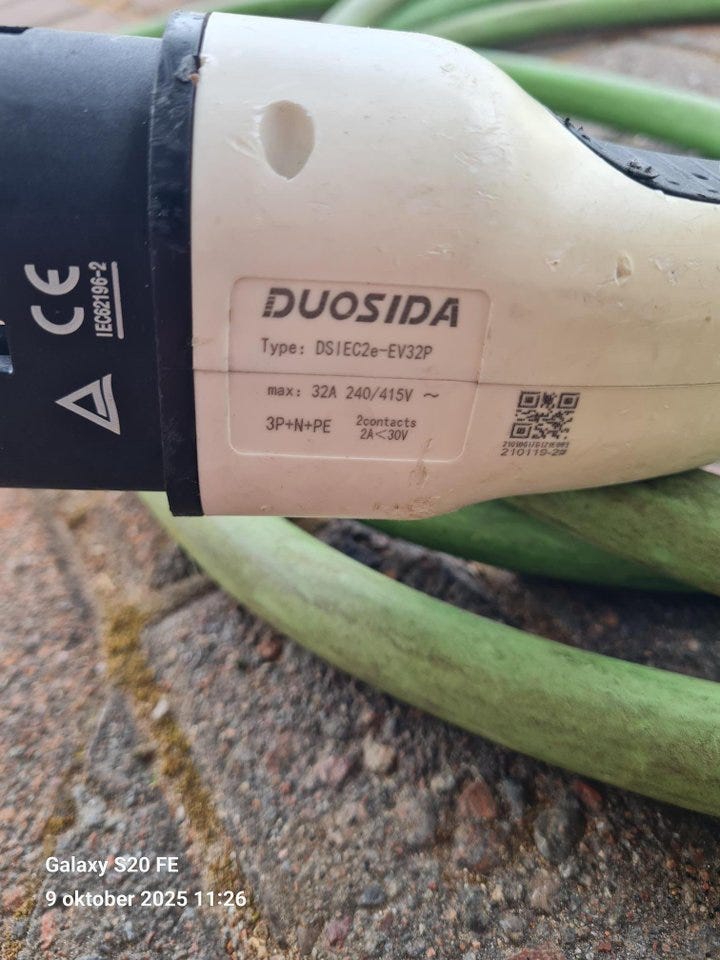 CE
IEC62196-2
DUOSIDA
Type: DSIEC2e-EV32P
max: 32A 240/415V ~
3P+N+PE
2contacts
2A<30V
210119-2#
Galaxy S20 FE
9 oktober 2025 11:26